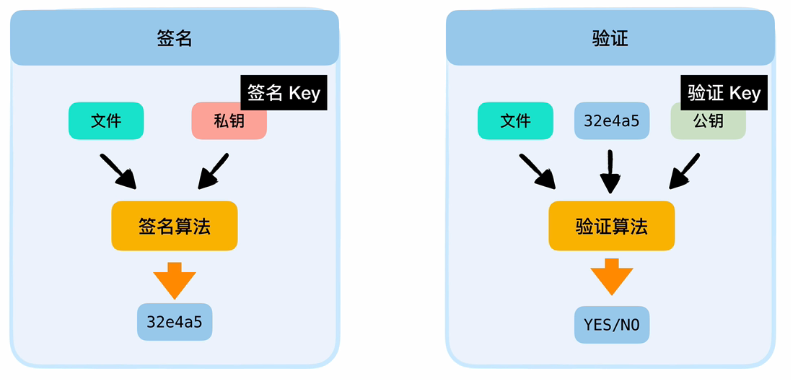 签名
签名 Key
文件
私钥
签名算法
32e4a5
验证
验证 Key
文件
32e4a5
公钥
验证算法
YES/NO